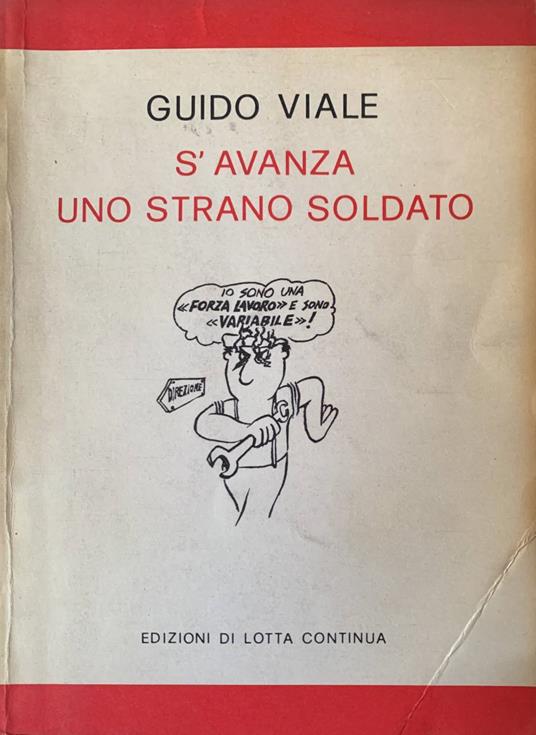 GUIDO VIALE
S'AVANZA
UNO STRANO SOLDATO
IO SONO UNA
«FORZA LAVORO» E SONO
«VARIABILE»!
DIREZIONE
EDIZIONI DI LOTTA CONTINUA